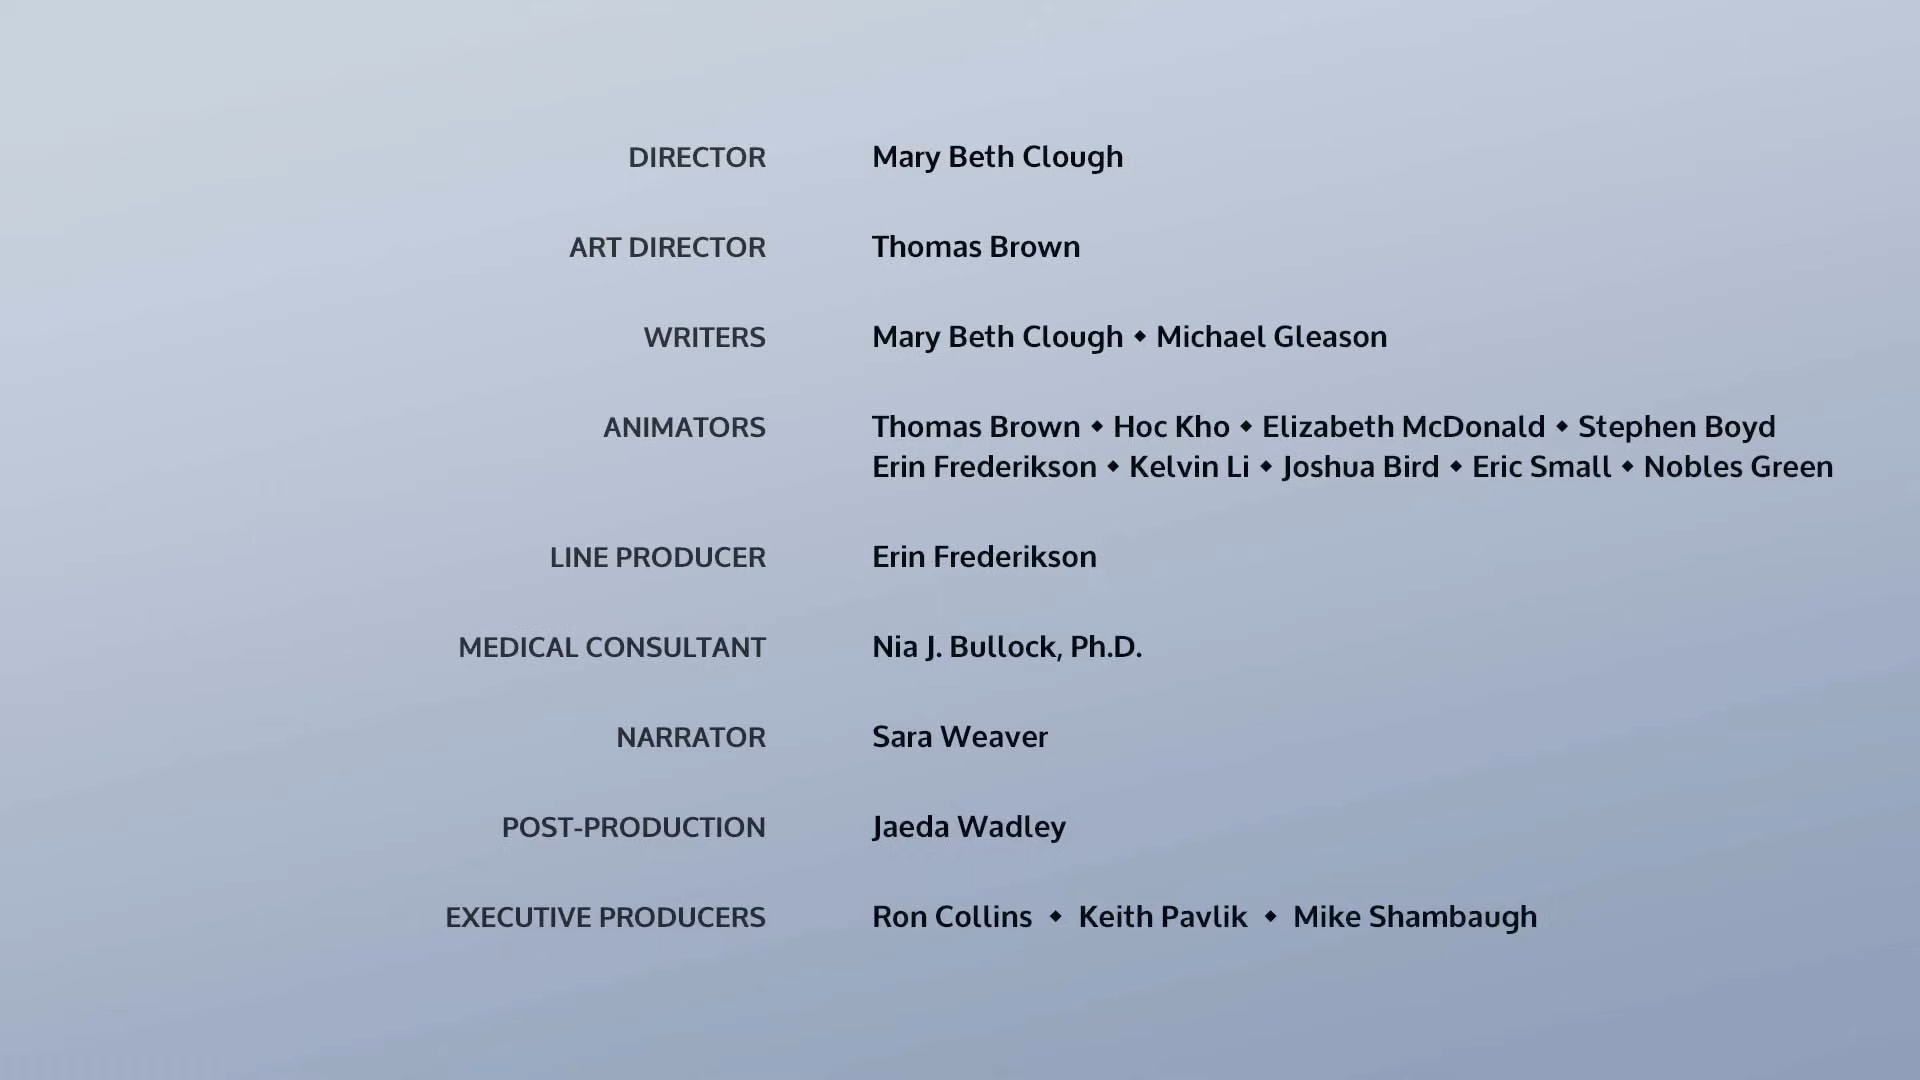 DIRECTOR Mary Beth Clough
ART DIRECTOR Thomas Brown
WRITERS Mary Beth Clough ◆ Michael Gleason
ANIMATORS Thomas Brown ◆ Hoc Kho ◆ Elizabeth McDonald ◆ Stephen Boyd
Erin Frederikson ◆ Kelvin Li ◆ Joshua Bird ◆ Eric Small ◆ Nobles Green
LINE PRODUCER Erin Frederikson
MEDICAL CONSULTANT Nia J. Bullock, Ph.D.
NARRATOR Sara Weaver
POST-PRODUCTION Jaeda Wadley
EXECUTIVE PRODUCERS Ron Collins ◆ Keith Pavlik ◆ Mike Shambaugh